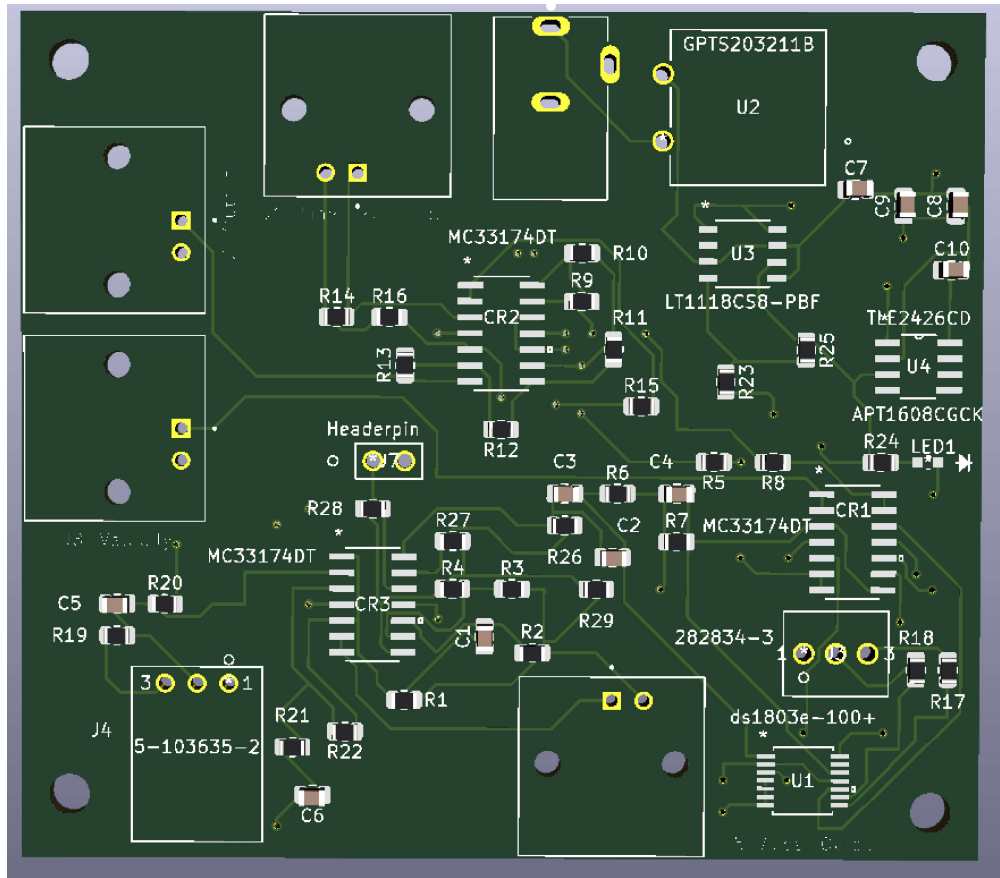 GPTS203211B
U2
C7
C9
C8
MC33174DT
R10
U3
C10
R9
LT1118CS8-PBF
R14
R16
CR2
R11
TLE2426CD
R13
R25
U4
R23
R15
APT1608CGCK
Headerpin
R12
R24
LED1
J7
C3
R6
C4
R5
R8
R28
CR1
R27
C2
R7
MC33174DT
MC33174DT
R26
R20
R4
R3
C5
CR3
R29
R19
C1
R2
282834-3
R18
1
J3
3
3
1
R1
R17
J4
R21
ds1803e-100+
5-103635-2
R22
U1
C6